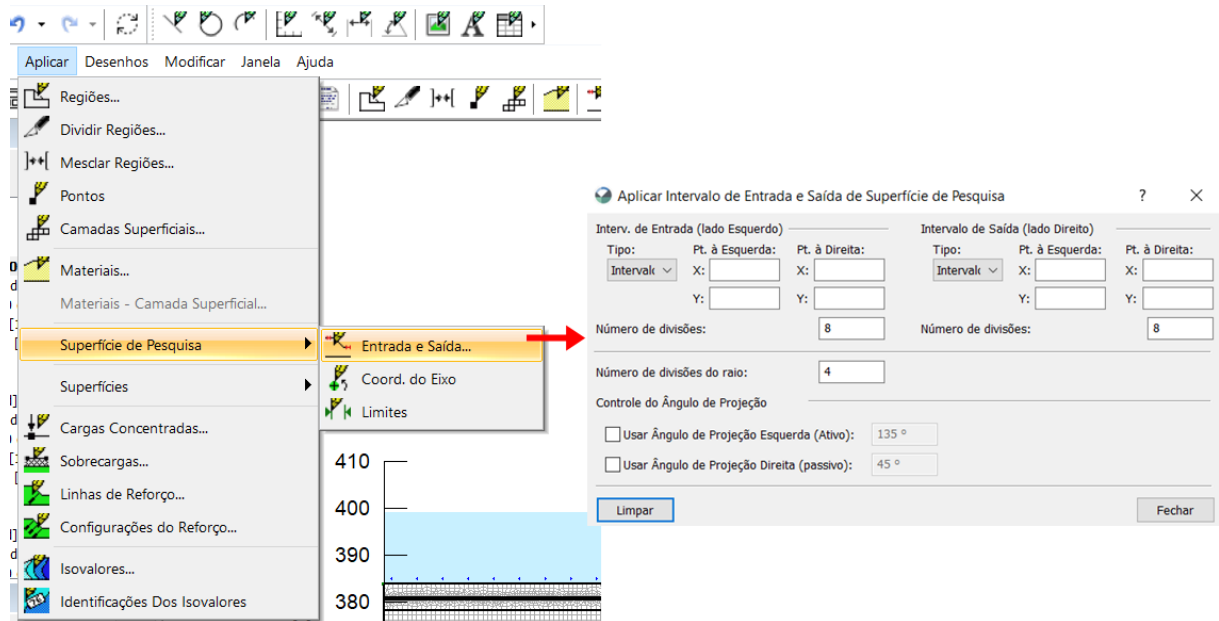 Aplicar Desenhos Modificar Janela Ajuda
Regiões...
Dividir Regiões...
Mesclar Regiões...
Pontos
Camadas Superficiais...
Materiais...
Materiais - Camada Superficial...
Superfície de Pesquisa
Superfícies
Cargas Concentradas...
Sobrecargas...
Linhas de Reforço...
Configurações do Reforço...
Isovalores...
Identificações Dos Isovalores
Entrada e Saída...
Coord. do Eixo
Limites
410
400
390
380
Aplicar Intervalo de Entrada e Saída de Superfície de Pesquisa ? ×
Interv. de Entrada (lado Esquerdo)
Tipo: Pt. à Esquerda: Pt. à Direita:
Intervalc X: X:
Y: Y:
Número de divisões: 8
Intervalo de Saída (lado Direito)
Tipo: Pt. à Esquerda: Pt. à Direita:
Intervalc X: X:
Y: Y:
Número de divisões: 8
Número de divisões do raio: 4
Controle do Ângulo de Projeção
Usar Ângulo de Projeção Esquerda (Ativo): 135 º
Usar Ângulo de Projeção Direita (passivo): 45 º
Limpar Fechar